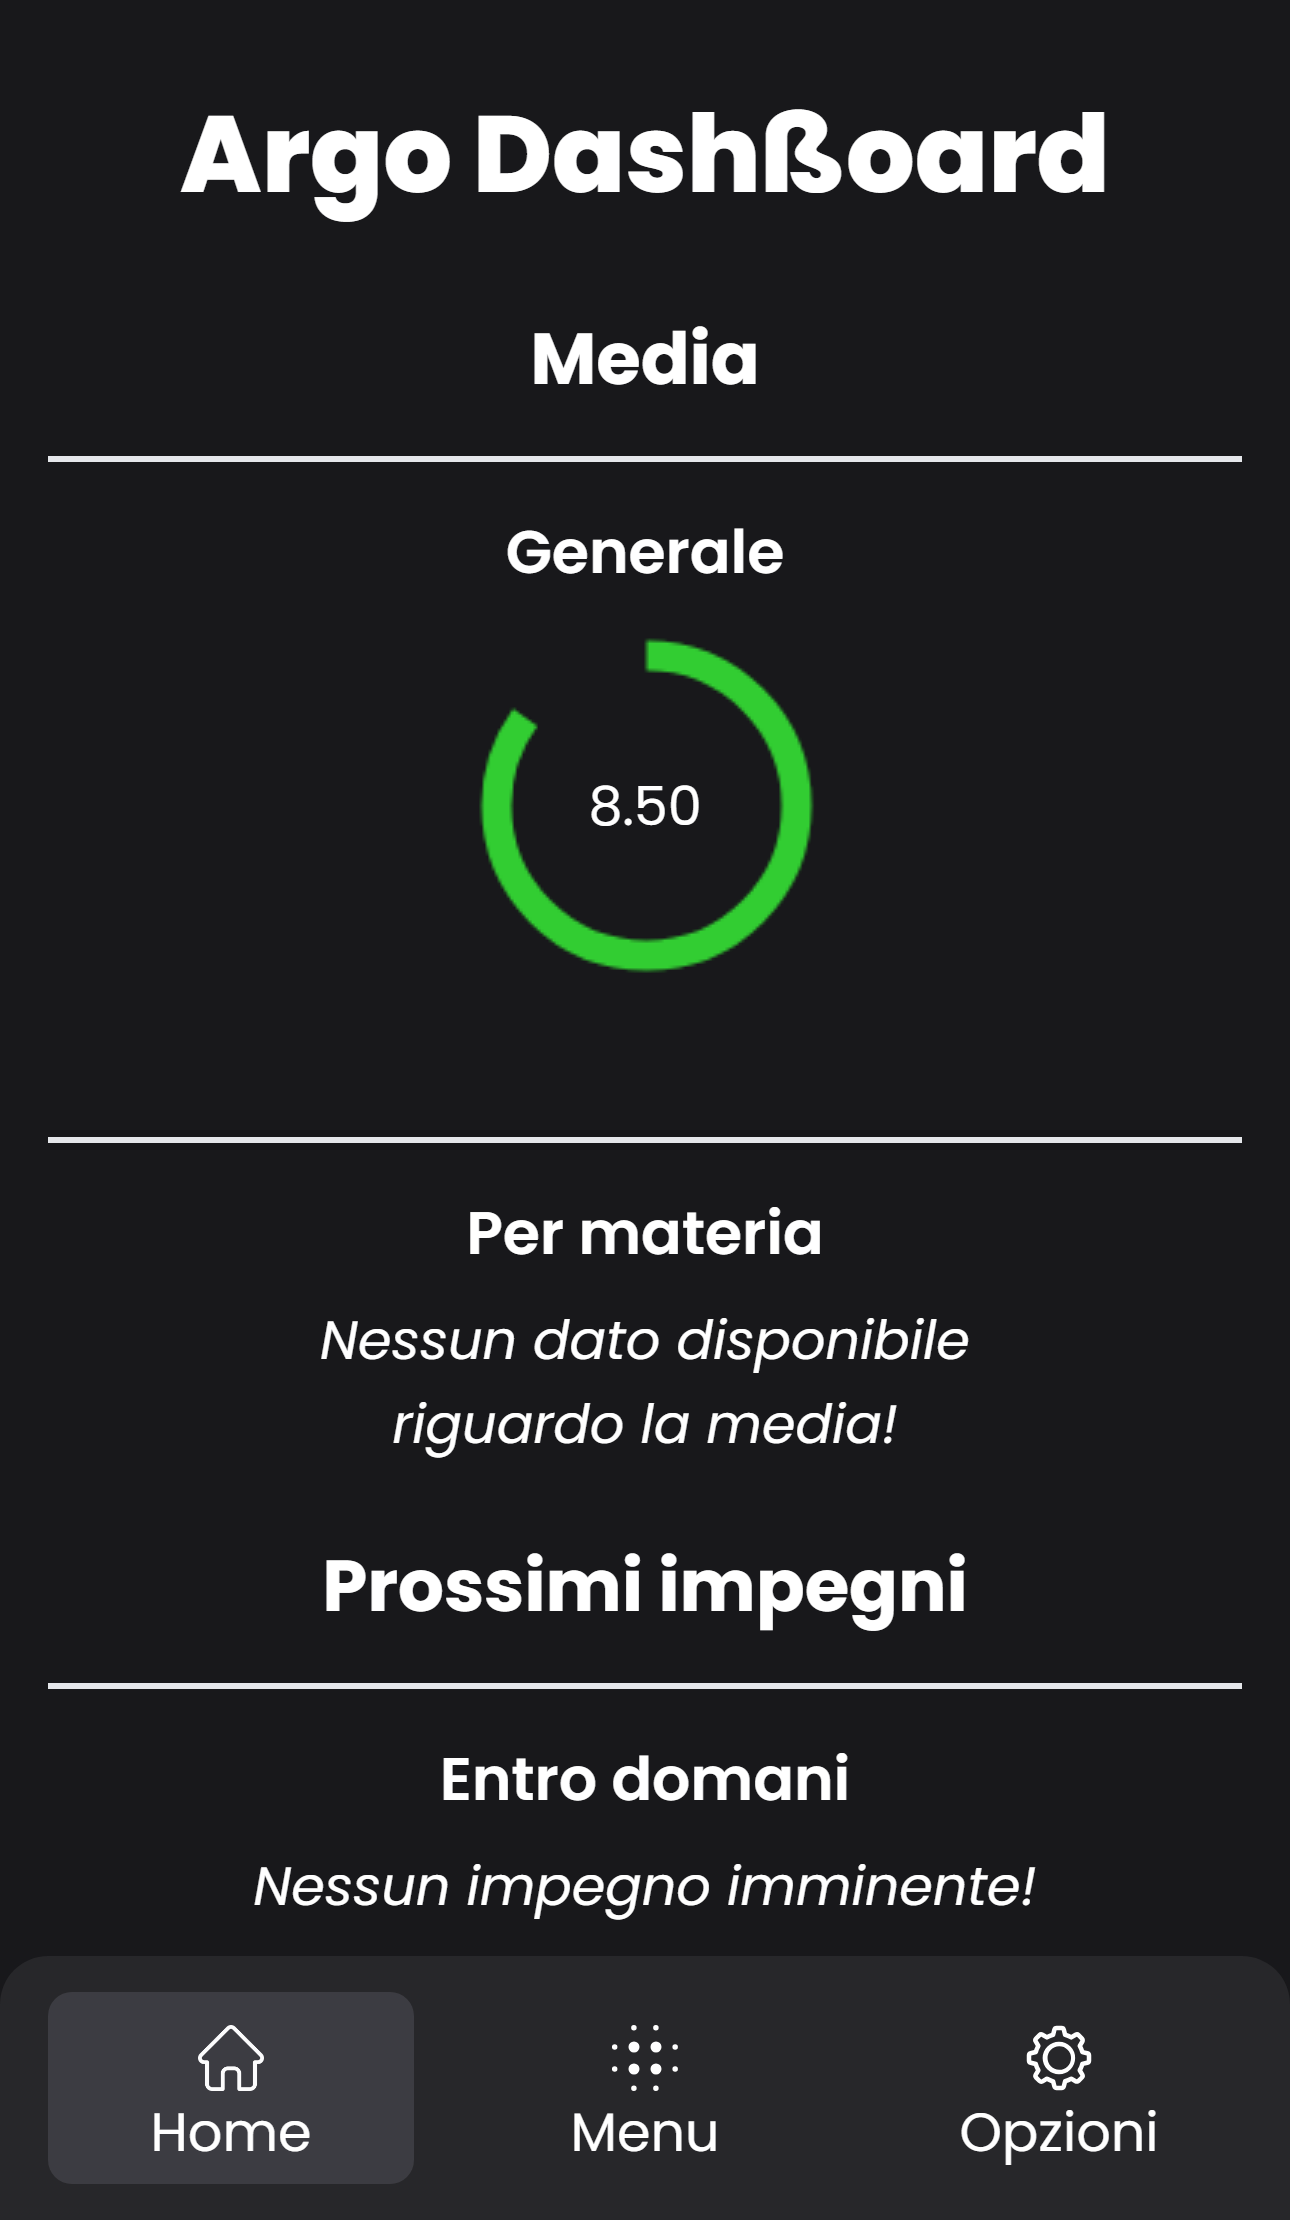 Argo Dashßoard
Media
Generale
8.50
Per materia
Nessun dato disponibile
riguardo la media!
Prossimi impegni
Entro domani
Nessun impegno imminente!
Home
Menu
Opzioni